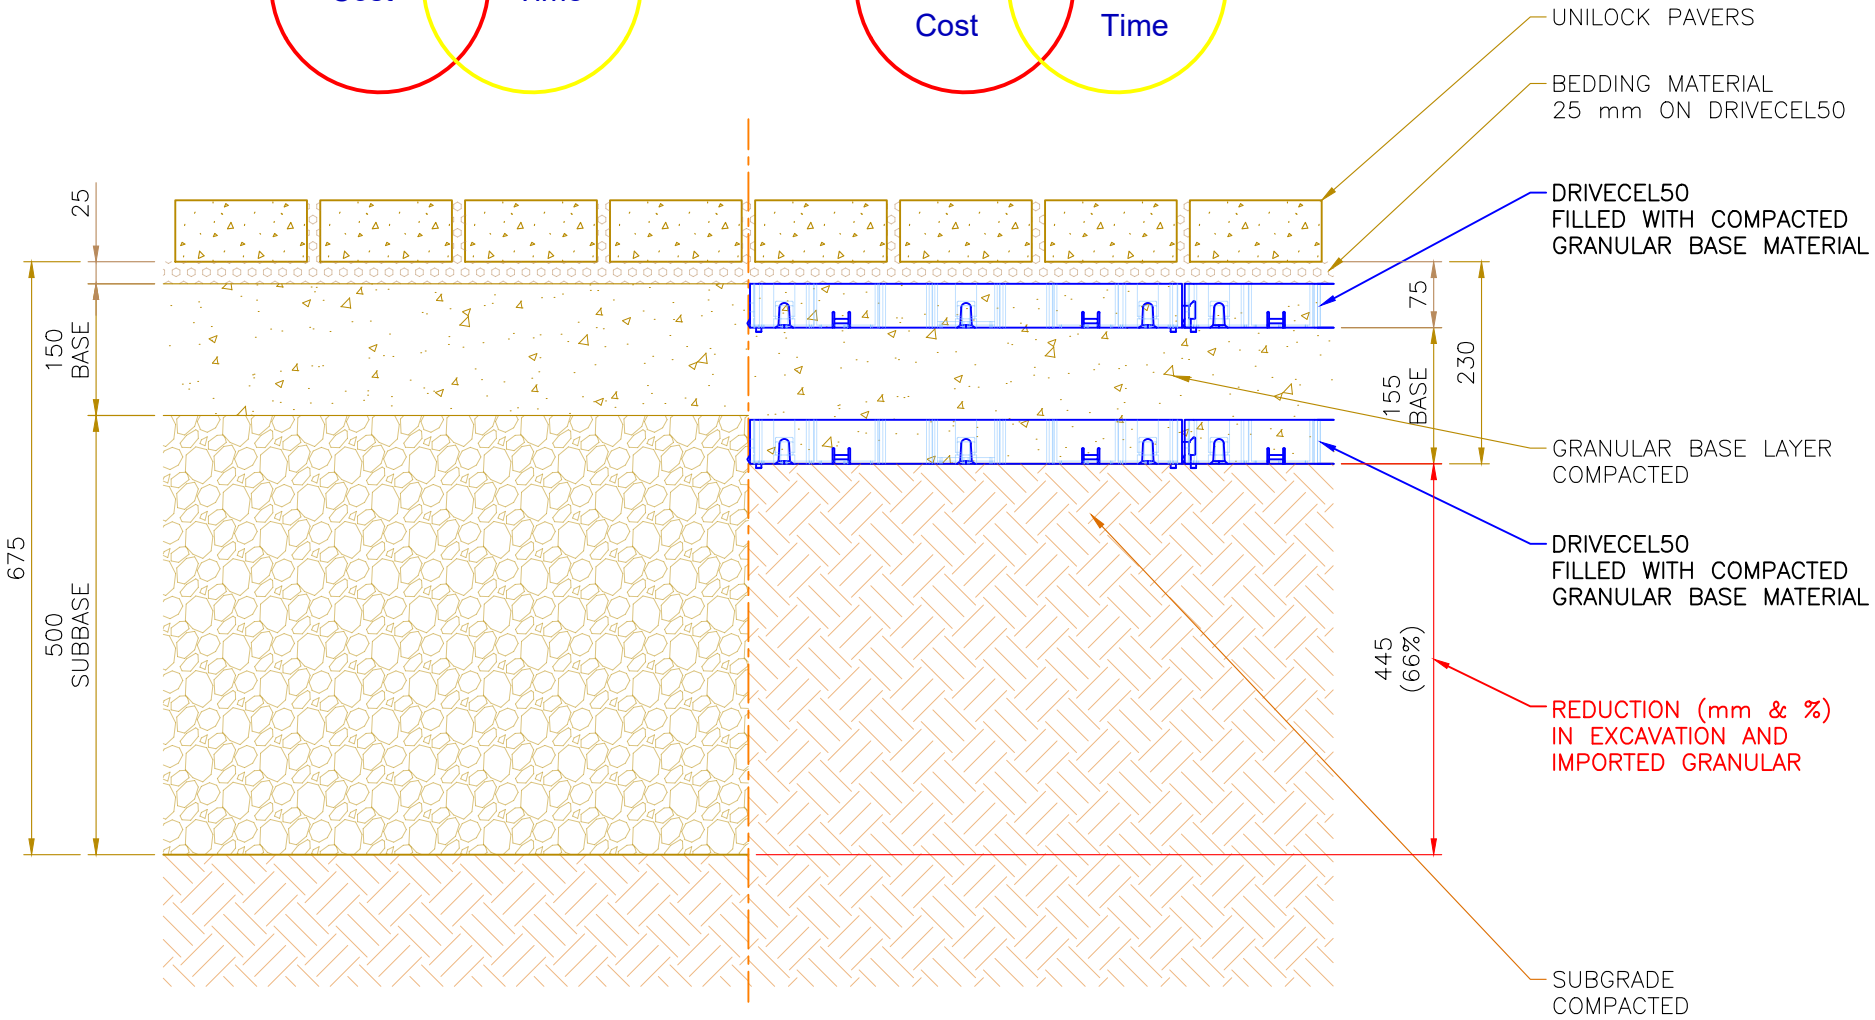 Cost
Time
Cost
Time
UNILOCK PAVERS
BEDDING MATERIAL
25 mm ON DRIVECEL50
DRIVECEL50
FILLED WITH COMPACTED
GRANULAR BASE MATERIAL
25
150
BASE
675
500
SUBBASE
75
230
155
BASE
GRANULAR BASE LAYER
COMPACTED
DRIVECEL50
FILLED WITH COMPACTED
GRANULAR BASE MATERIAL
445
(66%)
REDUCTION (mm & %)
IN EXCAVATION AND
IMPORTED GRANULAR
SUBGRADE
COMPACTED